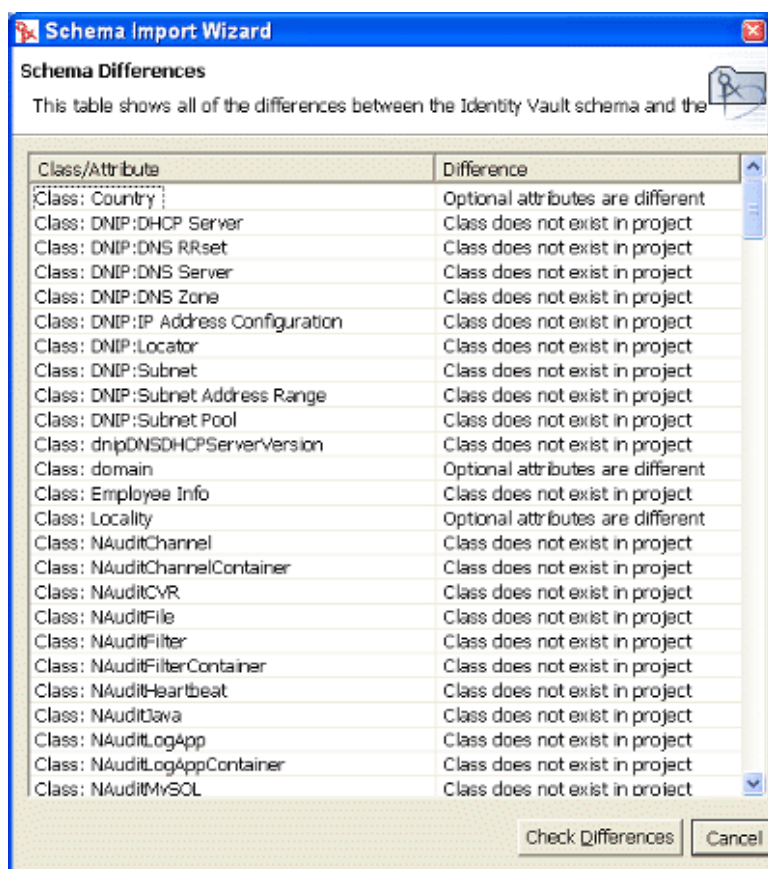 Schema Import Wizard
Schema Differences
This table shows all of the differences between the Identity Vault schema and the
Class/Attribute Difference
Class: Country Optional attributes are different
Class: DNIP:DHCP Server Class does not exist in project
Class: DNIP:DNS RRset Class does not exist in project
Class: DNIP:DNS Server Class does not exist in project
Class: DNIP:DNS Zone Class does not exist in project
Class: DNIP:IP Address Configuration Class does not exist in project
Class: DNIP:Locator Class does not exist in project
Class: DNIP:Subnet Class does not exist in project
Class: DNIP:Subnet Address Range Class does not exist in project
Class: DNIP:Subnet Pool Class does not exist in project
Class: dnipDNSDHCPServerVersion Class does not exist in project
Class: domain Optional attributes are different
Class: Employee Info Class does not exist in project
Class: Locality Optional attributes are different
Class: NAuditChannel Class does not exist in project
Class: NAuditChannelContainer Class does not exist in project
Class: NAuditCVR Class does not exist in project
Class: NAuditFile Class does not exist in project
Class: NAuditFilter Class does not exist in project
Class: NAuditFilterContainer Class does not exist in project
Class: NAuditHeartbeat Class does not exist in project
Class: NAuditJava Class does not exist in project
Class: NAuditLogApp Class does not exist in project
Class: NAuditLogAppContainer Class does not exist in project
Class: NAuditMySQL Class does not exist in project
Check Differences Cancel